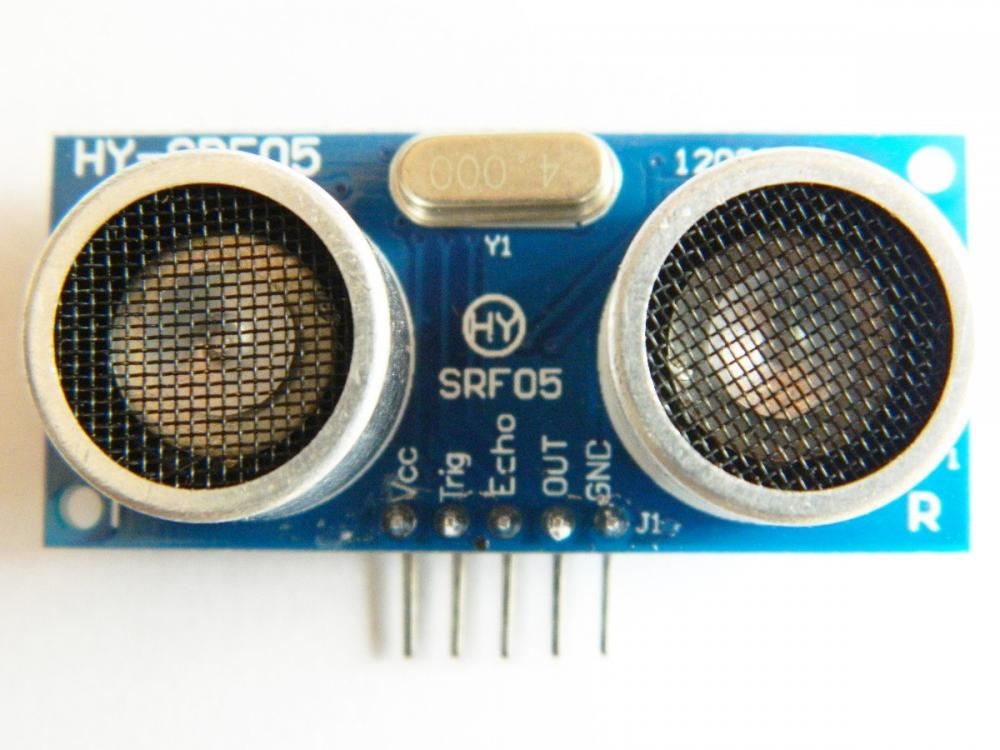 HY-SRF05
4.000
Y1
HY
SRF05
Vcc
Trig
Echo
OUT
GND
J1
R